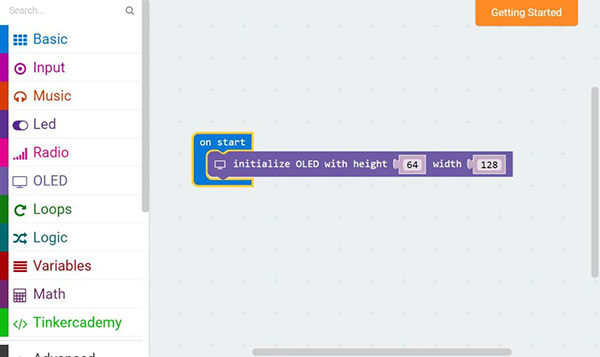 Search...
Getting Started
Basic
Input
Music
Led
Radio
OLED
Loops
Logic
Variables
Math
Tinkercademy
Advanced
on start
initialize OLED with height 64 width 128